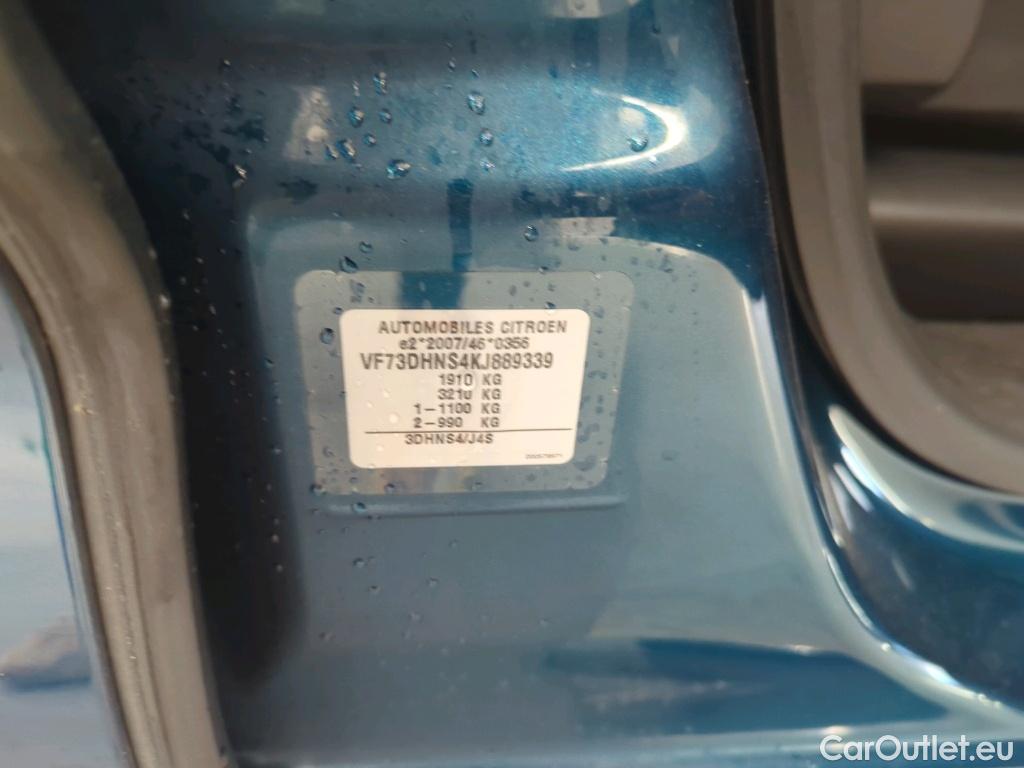 AUTOMOBILES CITROEN
e2*2007/46*0356
VF73DHNS4KJ889339
1910 KG
3210 KG
1-1100 KG
2-990 KG
3DHNS4/J4S
CarOutlet.eu